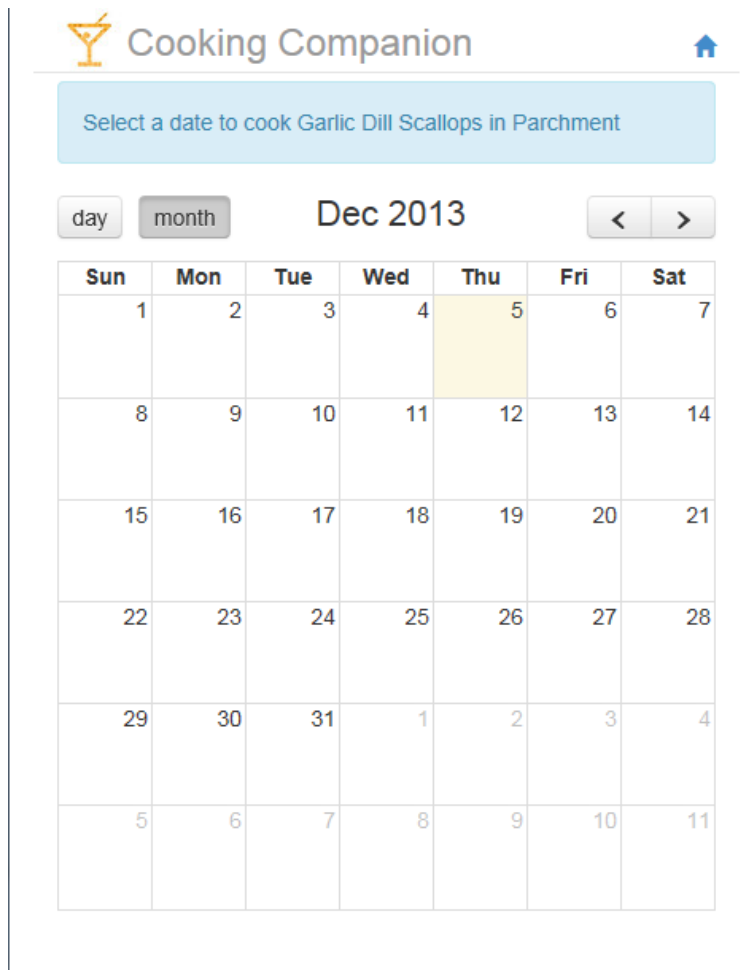 Cooking Companion
Select a date to cook Garlic Dill Scallops in Parchment
day month Dec 2013 < >
Sun Mon Tue Wed Thu Fri Sat
1 2 3 4 5 6 7
8 9 10 11 12 13 14
15 16 17 18 19 20 21
22 23 24 25 26 27 28
29 30 31 1 2 3 4
5 6 7 8 9 10 11